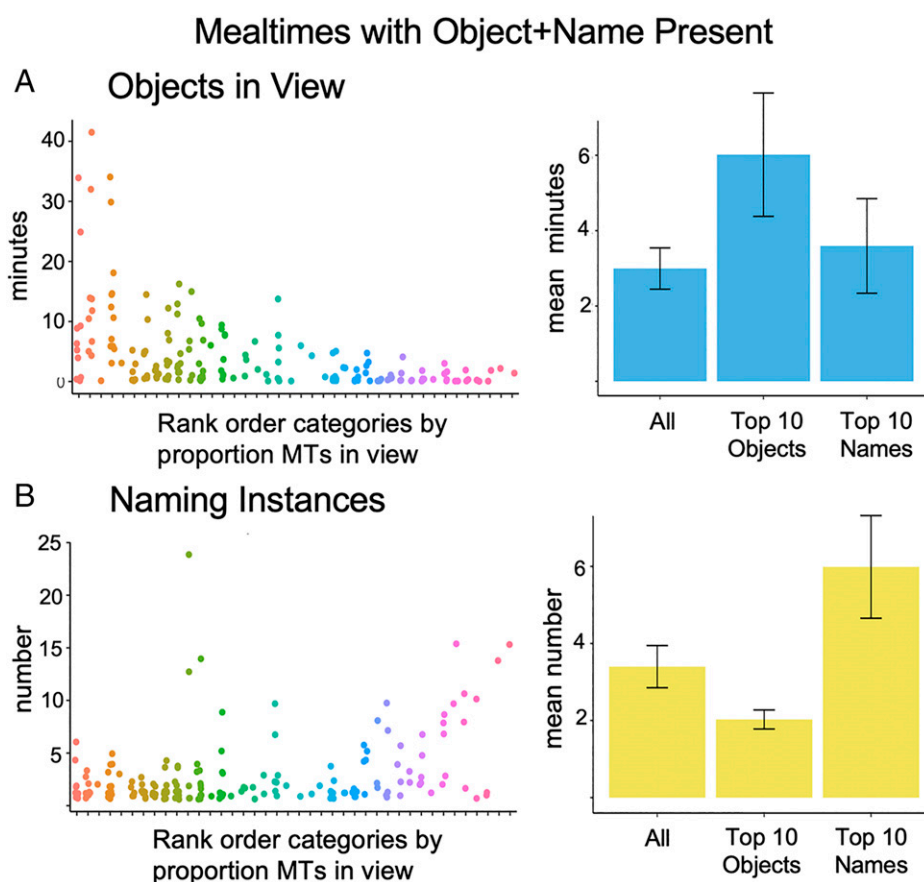 Mealtimes with Object+Name Present
A
Objects in View
40
30
20
10
0
minutes
Rank order categories by
proportion MTs in view
6
4
2
mean minutes
All
Top 10
Objects
Top 10
Names
B
Naming Instances
25
20
15
10
5
number
Rank order categories by
proportion MTs in view
6
4
2
mean number
All
Top 10
Objects
Top 10
Names